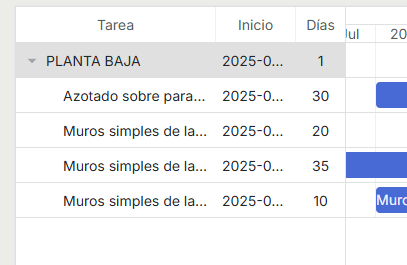 Tarea Inicio Días Jul 20
PLANTA BAJA 2025-0... 1
Azotado sobre para... 2025-0... 30
Muros simples de la... 2025-0... 20
Muros simples de la... 2025-0... 35
Muros simples de la... 2025-0... 10 Muro